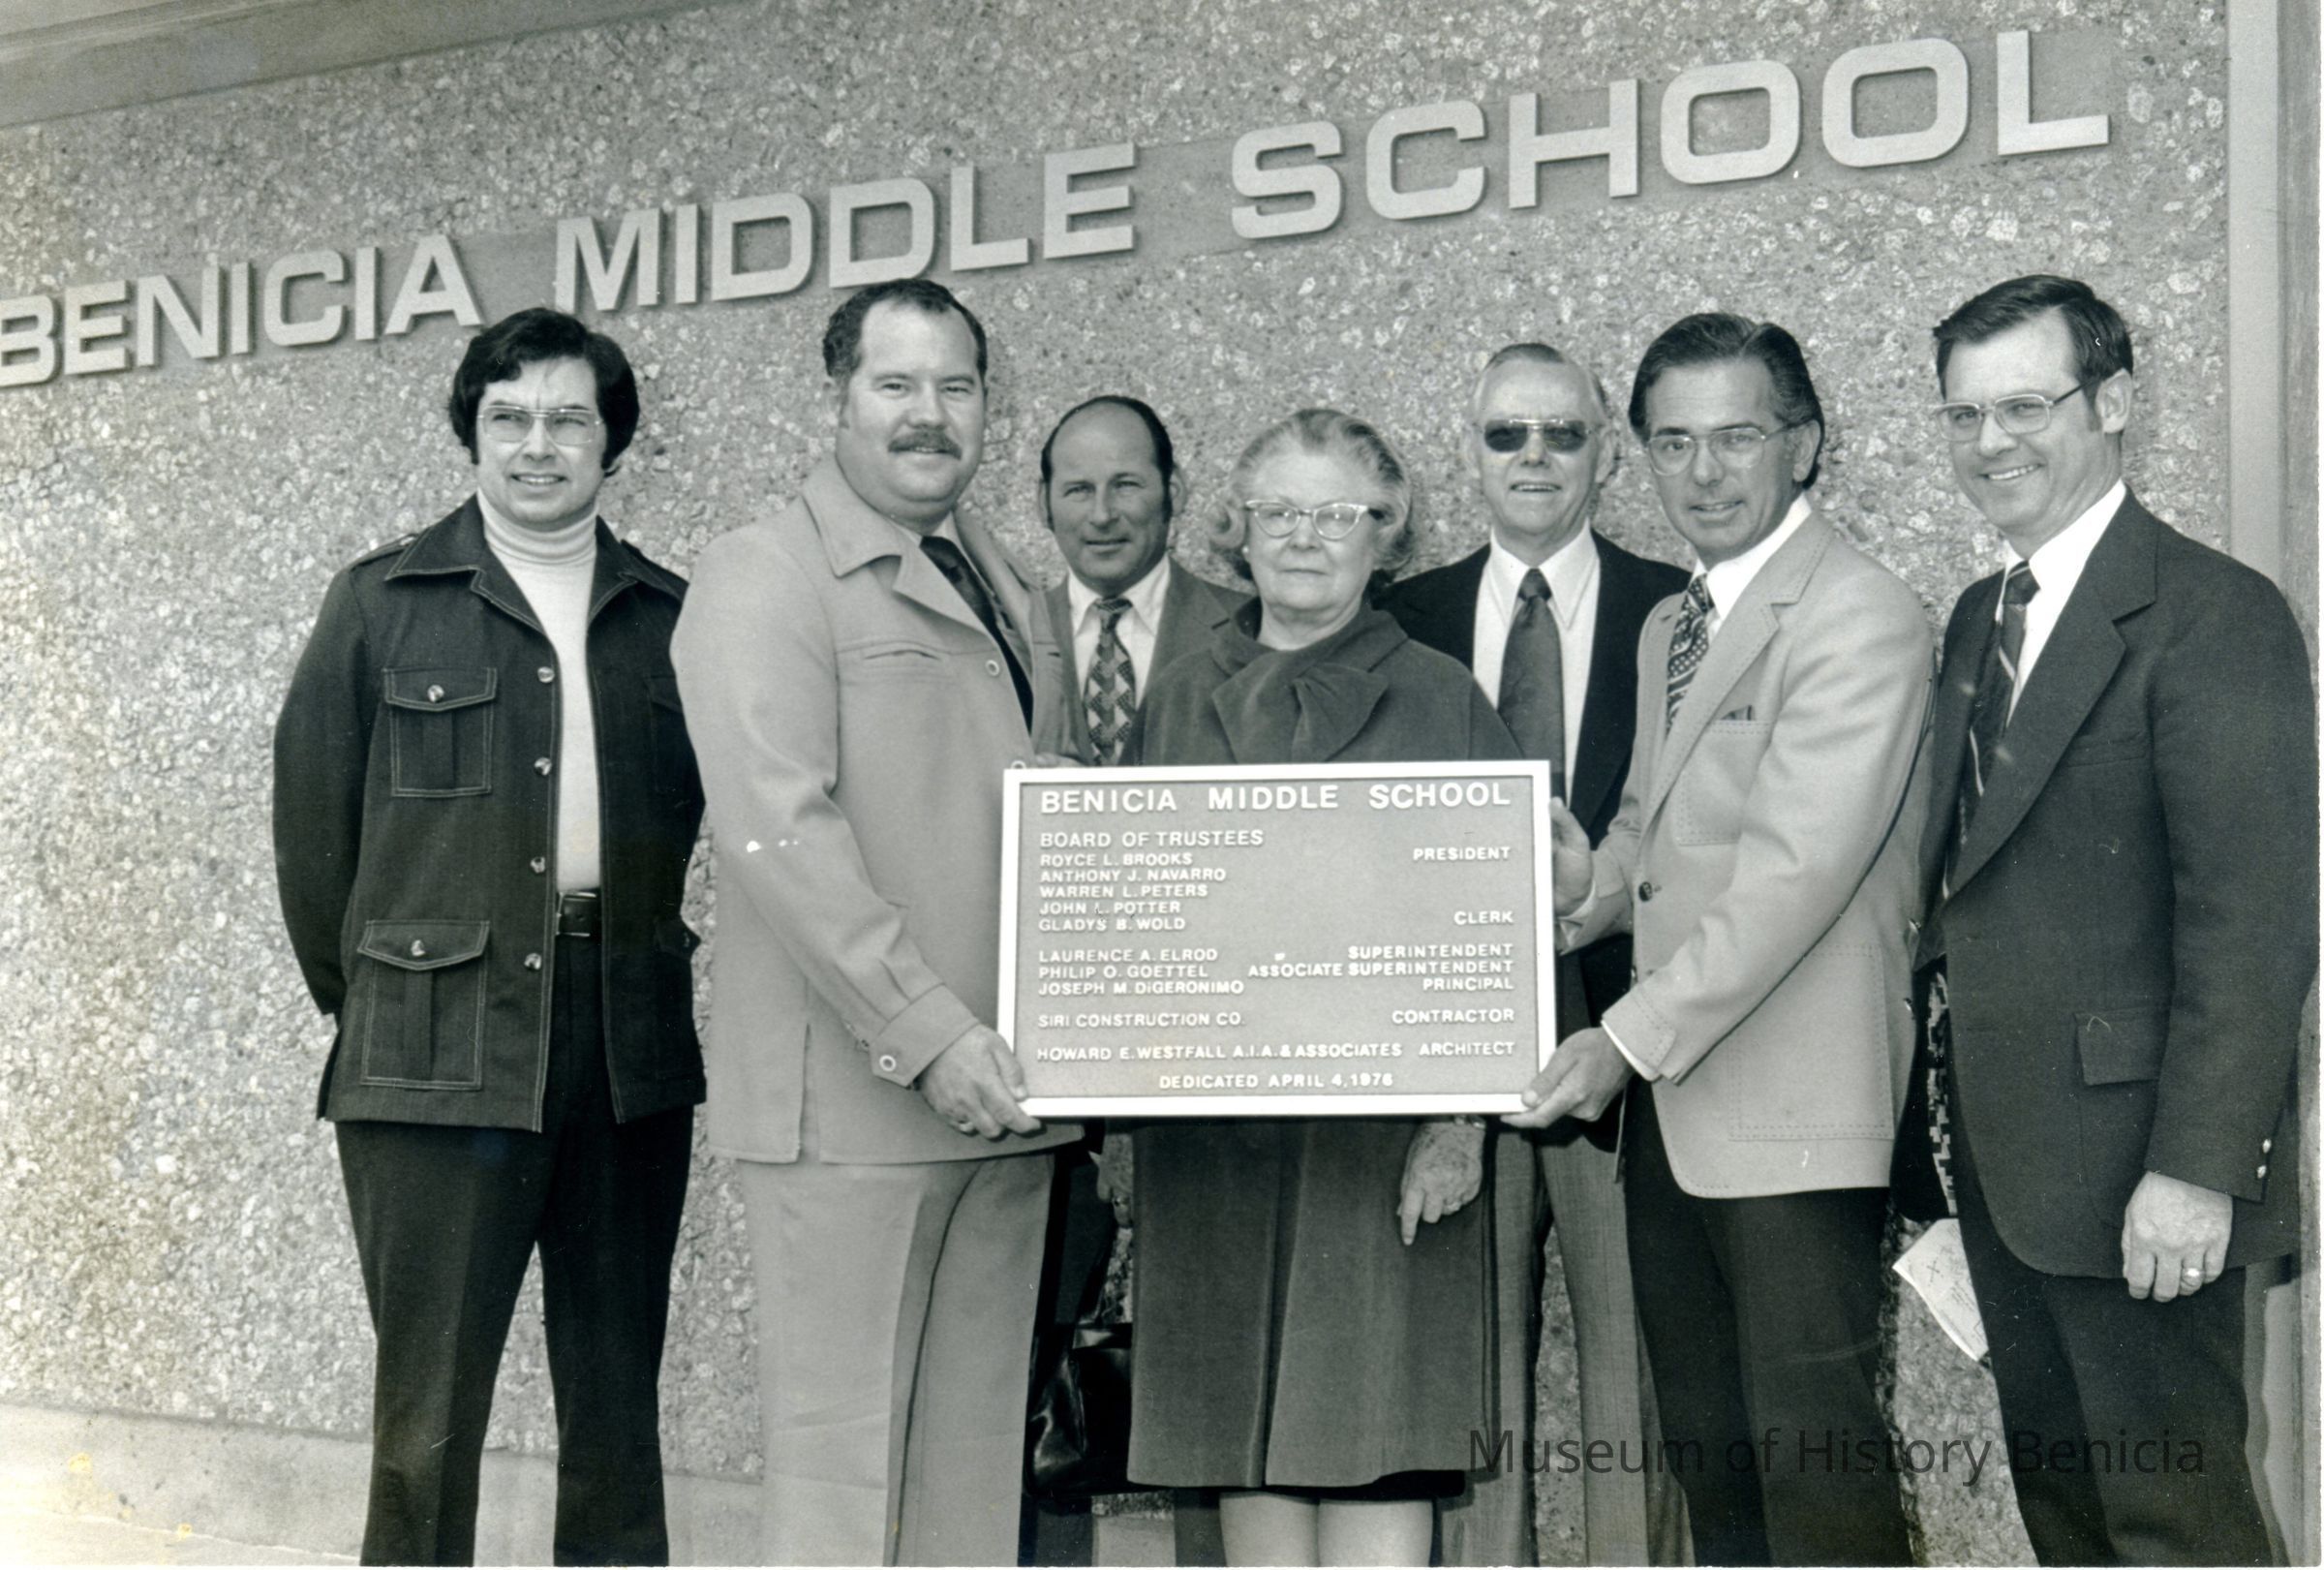 BENICIA MIDDLE SCHOOL
BENICIA MIDDLE SCHOOL
BOARD OF TRUSTEES
ROYCE L. BROOKS PRESIDENT
ANTHONY J. NAVARRO
WARREN L. PETERS
JOHN L. POTTER
GLADYS B. WOLD CLERK
LAURENCE A. ELROD SUPERINTENDENT
PHILIP O. GOETTEL ASSOCIATE SUPERINTENDENT
JOSEPH M. DiGERONIMO PRINCIPAL
SIRI CONSTRUCTION CO. CONTRACTOR
HOWARD E. WESTFALL A.I.A. & ASSOCIATES ARCHITECT
DEDICATED APRIL 4, 1976
Museum of History Benicia